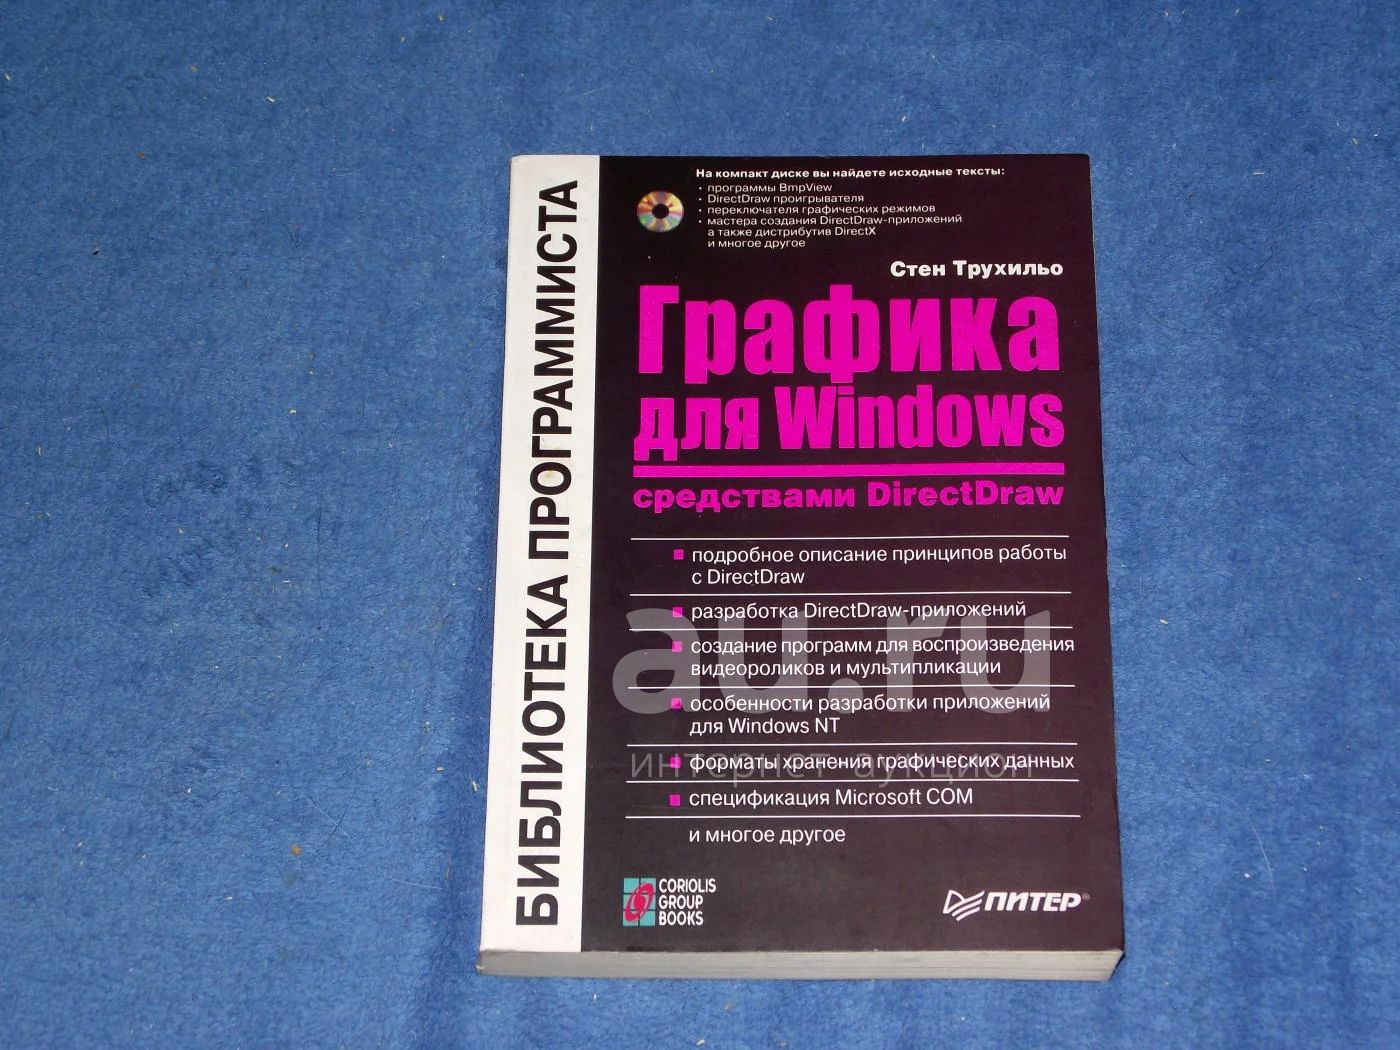 БИБЛИОТЕКА ПРОГРАММИСТА
На компакт диске вы найдете исходные тексты:
• программы BmpView
• DirectDraw проигрывателя
• переключателя графических режимов
• мастера создания DirectDraw-приложений
а также дистрибутив DirectX
и многое другое
Стен Трухильо
Графика
для Windows
средствами DirectDraw
подробное описание принципов работы
с DirectDraw
разработка DirectDraw-приложений
создание программ для воспроизведения
видеороликов и мультипликации
особенности разработки приложений
для Windows NT
форматы хранения графических данных
спецификация Microsoft COM
и многое другое
au.ru
интернет аукцион
CORIOLIS
GROUP
BOOKS
ПИТЕР®